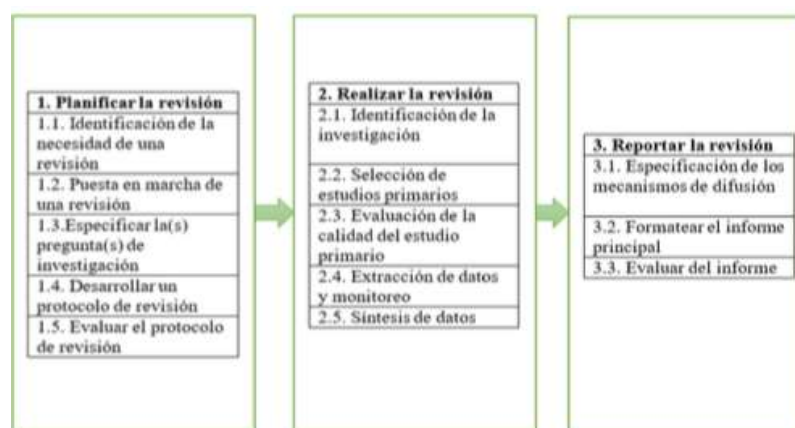 1. Planificar la revisión
1.1. Identificación de la
necesidad de una
revisión
1.2. Puesta en marcha de
una revisión
1.3.Especificar la(s)
pregunta(s) de
investigación
1.4. Desarrollar un
protocolo de revisión
1.5. Evaluar el protocolo
de revisión
2. Realizar la revisión
2.1. Identificación de la
investigación
2.2. Selección de
estudios primarios
2.3. Evaluación de la
calidad del estudio
primario
2.4. Extracción de datos
y monitoreo
2.5. Síntesis de datos
3. Reportar la revisión
3.1. Especificación de los
mecanismos de difusión
3.2. Formatear el informe
principal
3.3. Evaluar del informe